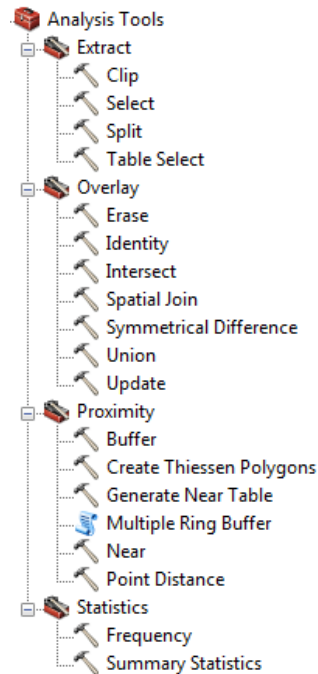 Analysis Tools
Extract
Clip
Select
Split
Table Select
Overlay
Erase
Identity
Intersect
Spatial Join
Symmetrical Difference
Union
Update
Proximity
Buffer
Create Thiessen Polygons
Generate Near Table
Multiple Ring Buffer
Near
Point Distance
Statistics
Frequency
Summary Statistics